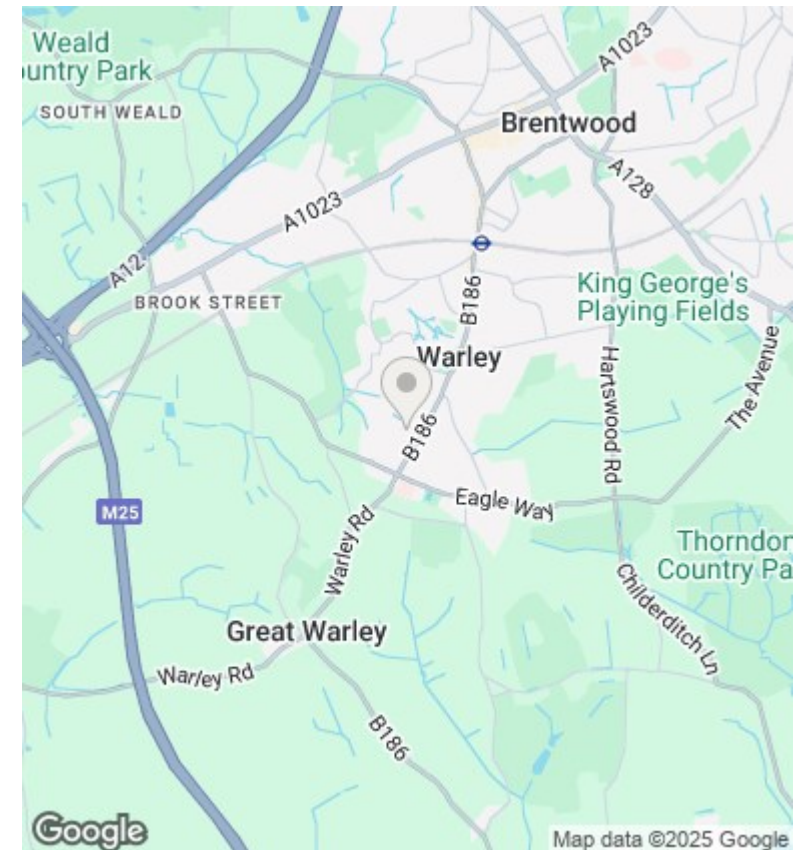 Weald
ountry Park
SOUTH WEALD
A1023
Brentwood
A128
A1023
A12
BROOK STREET
B186
King George's
Playing Fields
Warley
Hartswood Rd
The Avenue
B186
M25
Eagle Way
Warley Rd
Thorndon
Country Pa
Childerditch Ln
Great Warley
Warley Rd
B186
Google
Map data ©2025 Google